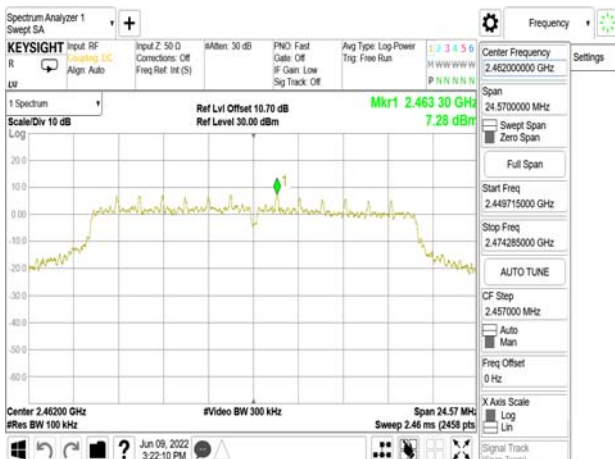 Spectrum Analyzer 1
Swept SA
Frequency
KEYSIGHT
R
Input: RF
Coupling: DC
Align: Auto
Input Z: 50 Ω
Corrections: Off
Freq Ref: Int (S)
#Atten: 30 dB
PNO: Fast
Gate: Off
IF Gain: Low
Sig Track: Off
Avg Type: Log-Power
Trig: Free Run
1 2 3 4 5 6
M W W W W W
P N N N N N
Settings
1 Spectrum
Scale/Div 10 dB
Log
Ref Lvl Offset 10.70 dB
Ref Level 30.00 dBm
Mkr1 2.463 30 GHz
7.28 dBm
20.0
10.0
0.00
-10.0
-20.0
-30.0
-40.0
-50.0
-60.0
1
Center 2.46200 GHz
#Res BW 100 kHz
#Video BW 300 kHz
Span 24.57 MHz
Sweep 2.46 ms (2458 pts)
Center Frequency
2.462000000 GHz
Span
24.5700000 MHz
Swept Span
Zero Span
Full Span
Start Freq
2.449715000 GHz
Stop Freq
2.474285000 GHz
AUTO TUNE
CF Step
2.457000 MHz
Auto
Man
Freq Offset
0 Hz
X Axis Scale
Log
Lin
Signal Track
?
Jun 09, 2022
3:22:10 PM